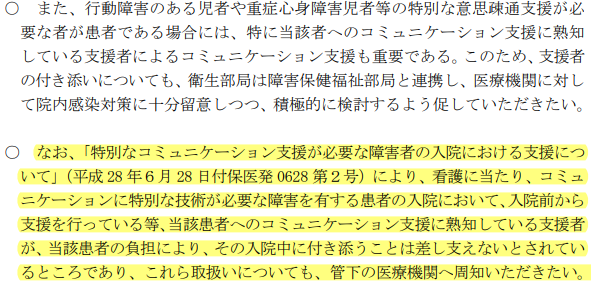 ○ また、行動障害のある児者や重症心身障害児者等の特別な意思疎通支援が必
要な者が患者である場合には、特に当該者へのコミュニケーション支援に熟知
している支援者によるコミュニケーション支援も重要である。このため、支援者
の付き添いについても、衛生部局は障害保健福祉部局と連携し、医療機関に対し
て院内感染対策に十分留意しつつ、積極的に検討するよう促していただきたい。
○ なお、「特別なコミュニケーション支援が必要な障害者の入院における支援につ
いて」（平成 28 年６月 28 日付保医発 0628 第２号）により、看護に当たり、コミュ
ニケーションに特別な技術が必要な障害を有する患者の入院において、入院前から
支援を行っている等、当該患者へのコミュニケーション支援に熟知している支援者
が、当該患者の負担により、その入院中に付き添うことは差し支えないとされてい
るところであり、これら取扱いについても、管下の医療機関へ周知いただきたい。